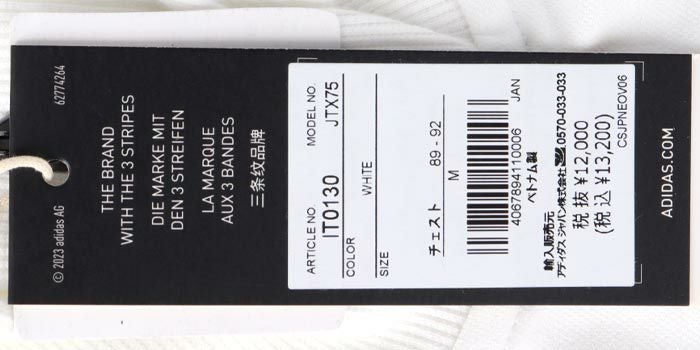 62774264
THE BRAND
WITH THE 3 STRIPES
DIE MARKE MIT
DEN 3 STREIFEN
LA MARQUE
AUX 3 BANDES
三条纹品牌
© 2023 adidas AG
ARTICLE NO. MODEL NO.
IT0130 JTX75
COLOR
WHITE
SIZE
チェスト 89 - 92
M
JAN
4067894110006
ベトナム製
輸入販売元
アディダス ジャパン株式会社 0570-033-033
税 抜 ¥12,000
(税 込 ¥13,200)
CSJPNEOV06
ADIDAS.COM